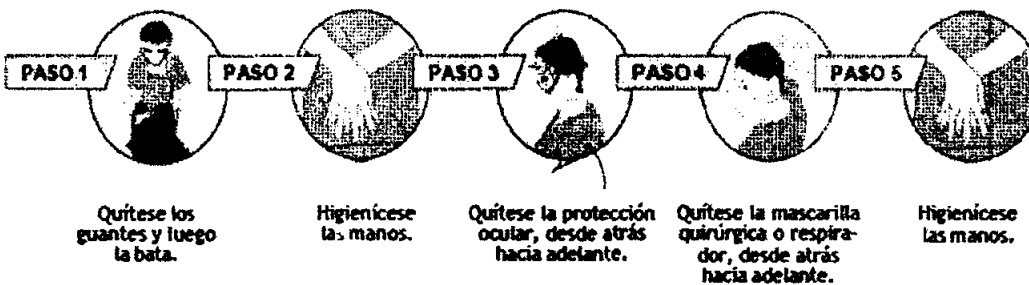 PASO 1
PASO 2
PASO 3
PASO 4
PASO 5
Quítese los
guantes y luego
la bata.
Higienícese
las manos.
Quítese la protección
ocular, desde atrás
hacia adelante.
Quítese la mascarilla
quirúrgica o respira-
dor, desde atrás
hacia adelante.
Higienícese
las manos.